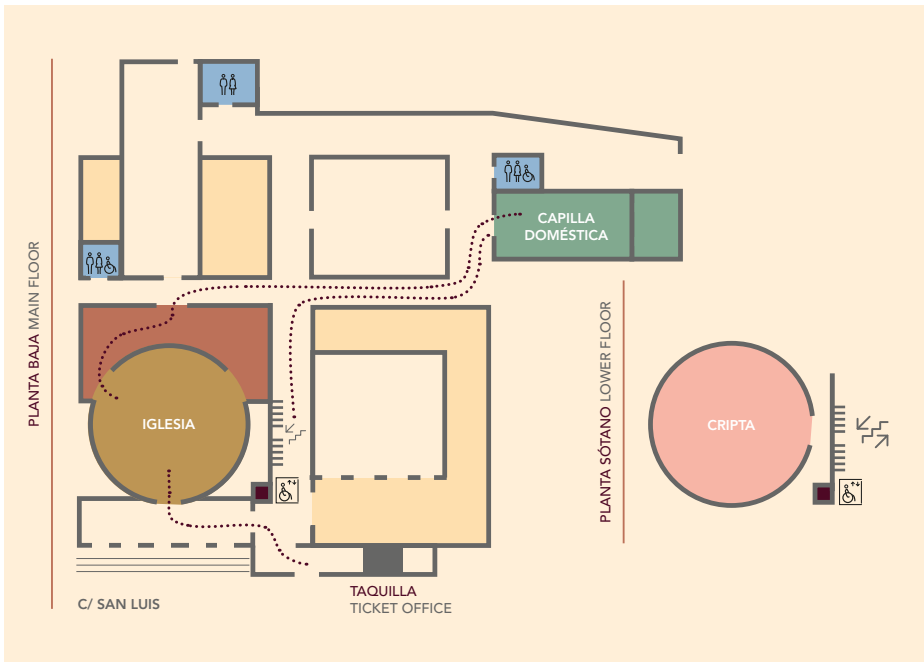 CAPILLA
DOMÉSTICA
PLANTA BAJA MAIN FLOOR
PLANTA SÓTANO LOWER FLOOR
IGLESIA
CRIPTA
TAQUILLA
TICKET OFFICE
C/ SAN LUIS